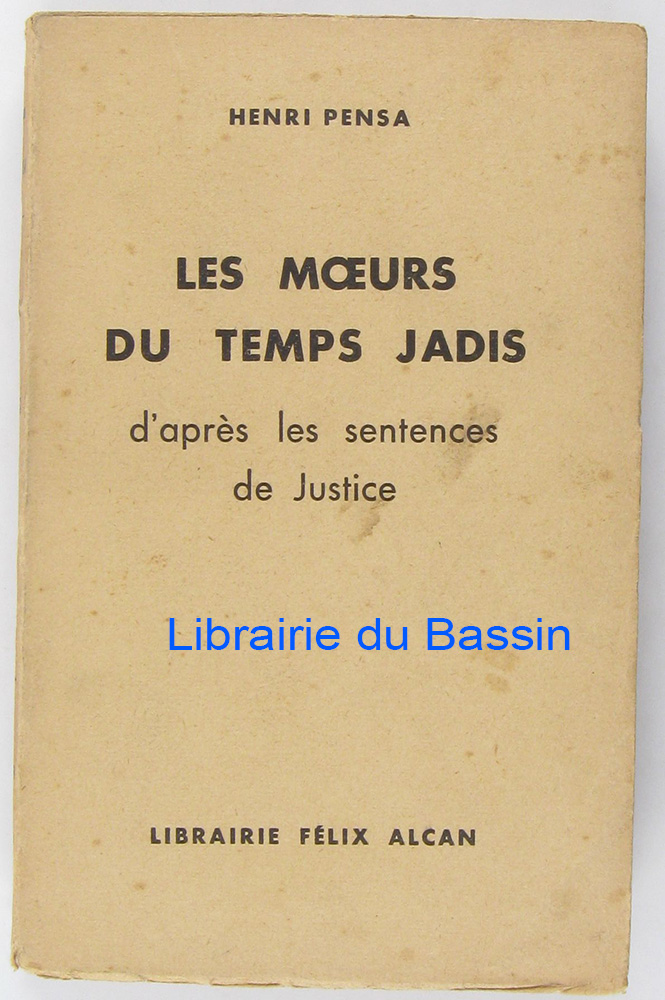 HENRI PENSA
LES MŒURS
DU TEMPS JADIS
d'après les sentences
de Justice
Librairie du Bassin
LIBRAIRIE FÉLIX ALCAN